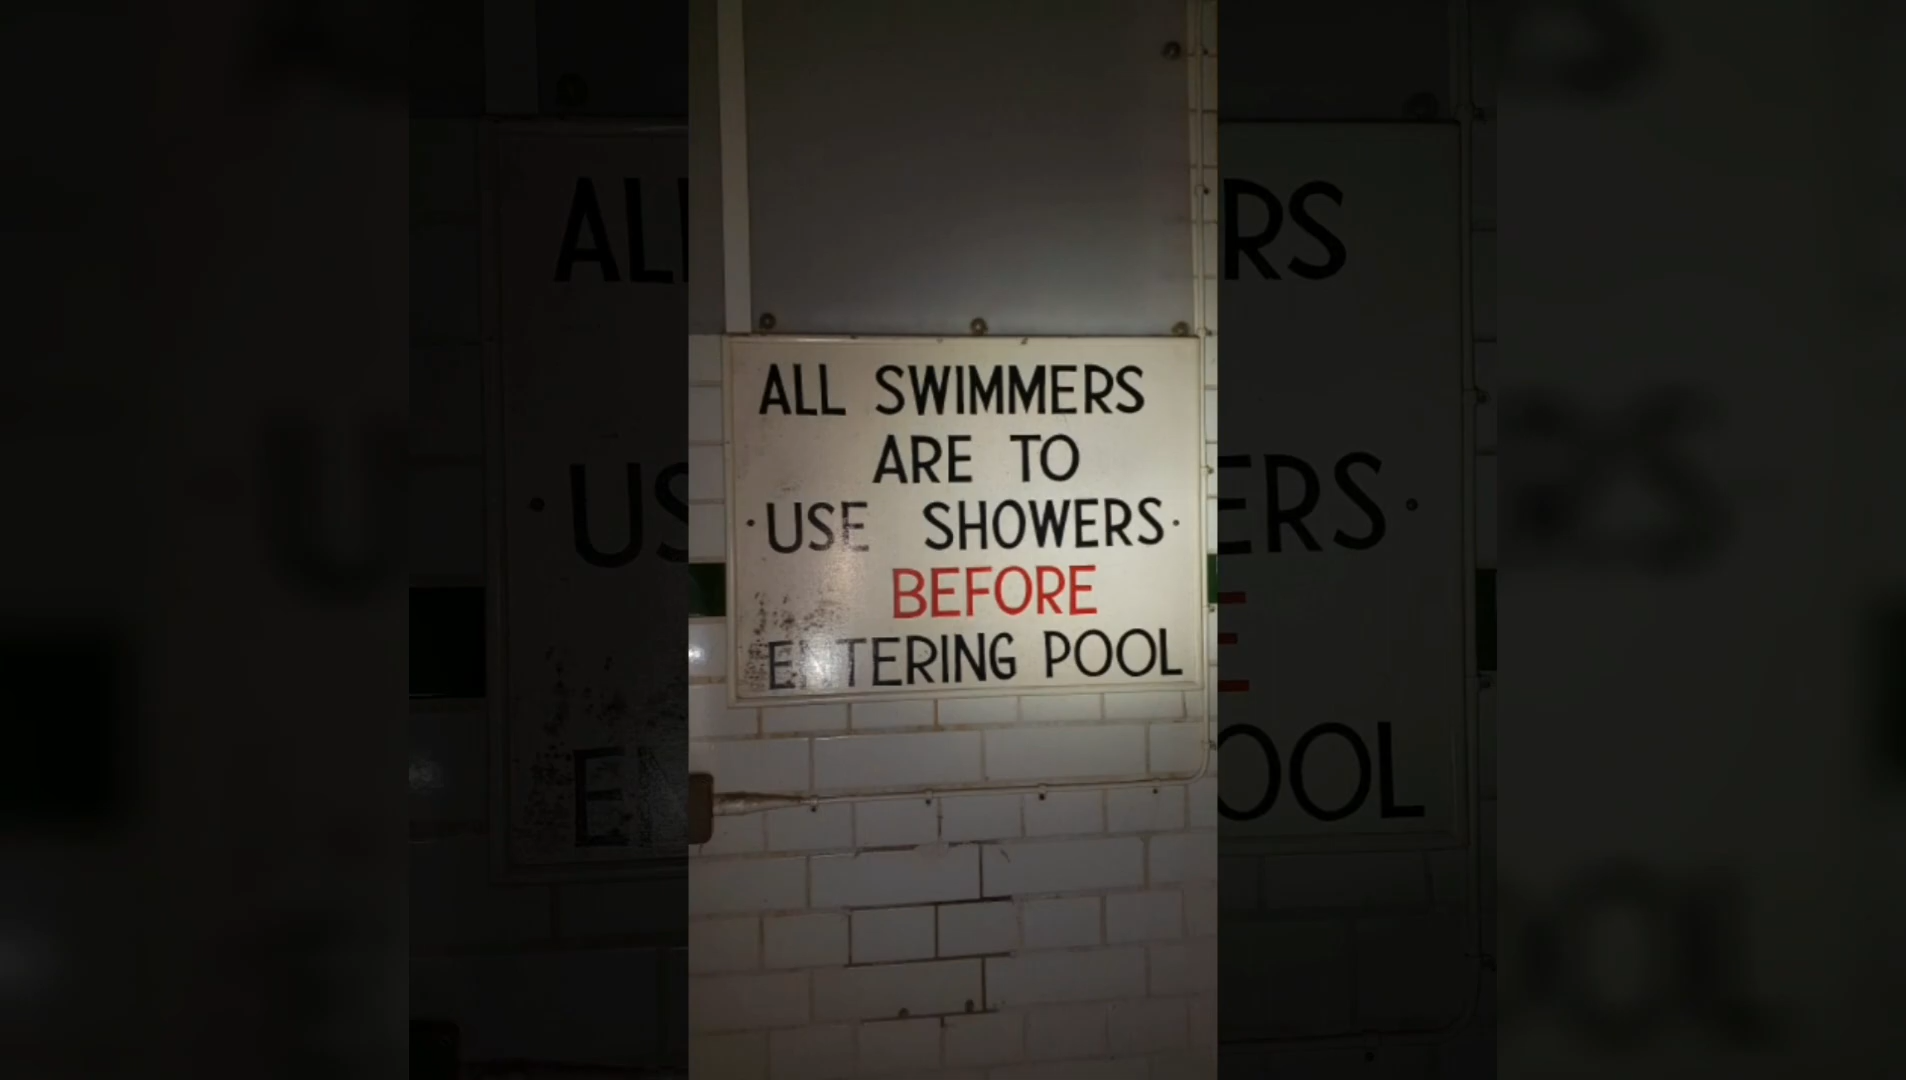 ALL SWIMMERS
ARE TO
·USE SHOWERS·
BEFORE
ENTERING POOL